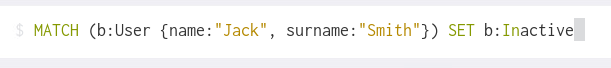 $ MATCH (b:User {name:"Jack", surname:"Smith"}) SET b:Inactive